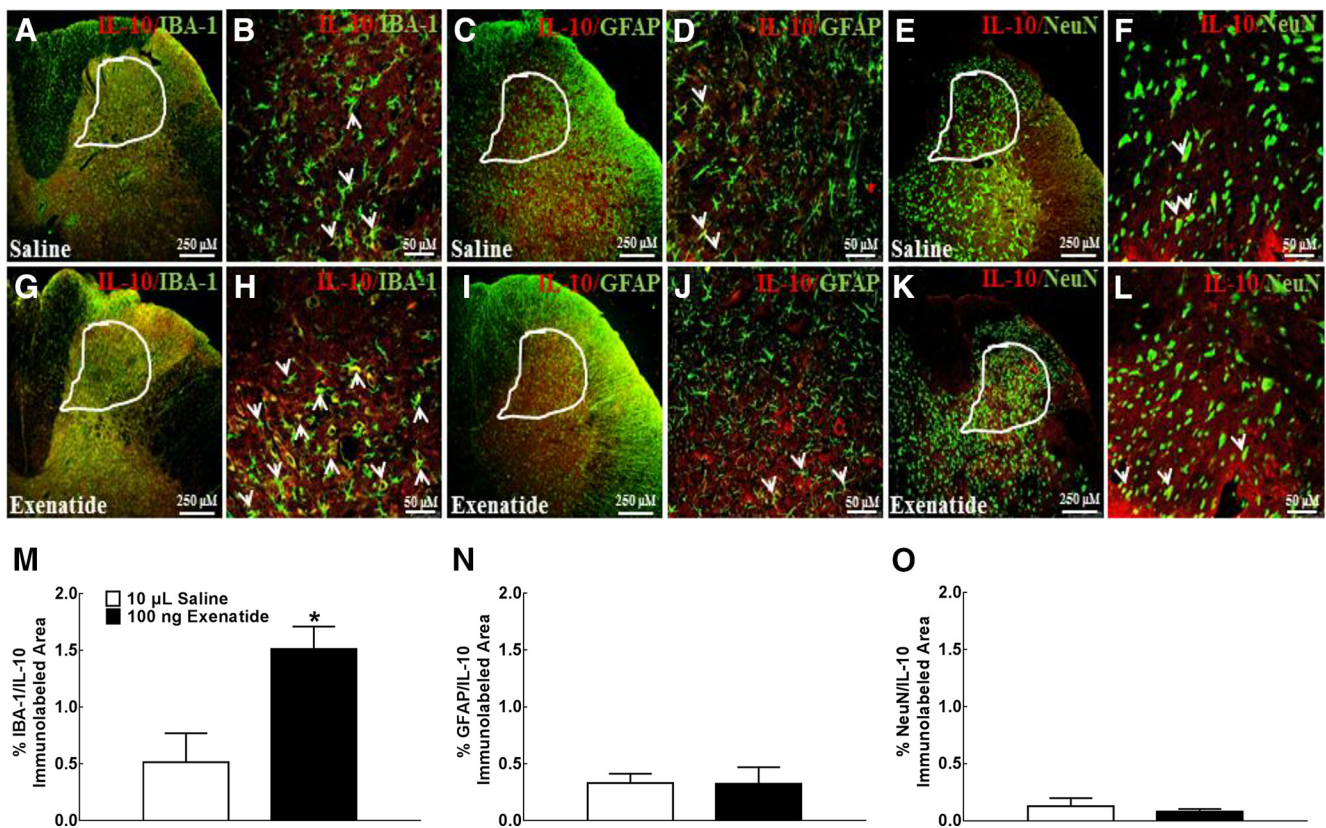 A IL-10/IBA-1
Saline 250 µM
B IL-10/IBA-1
50 µM
C IL-10/GFAP
250 µM
D IL-10/GFAP
50 µM
E IL-10/NeuN
Saline 250 µM
F IL-10/NeuN
50 µM
G IL-10/IBA-1
Exenatide 250 µM
H IL-10/IBA-1
50 µM
I IL-10/GFAP
Exenatide 250 µM
J IL-10/GFAP
50 µM
K IL-10/NeuN
Exenatide 250 µM
L IL-10/NeuN
50 µM
M
% IBA-1/IL-10
Immunolabeled Area
2.0
1.5
1.0
0.5
0.0
10 µL Saline
100 ng Exenatide
*
N
% GFAP/IL-10
Immunolabeled Area
2.0
1.5
1.0
0.5
0.0
O
% NeuN/IL-10
Immunolabeled Area
2.0
1.5
1.0
0.5
0.0